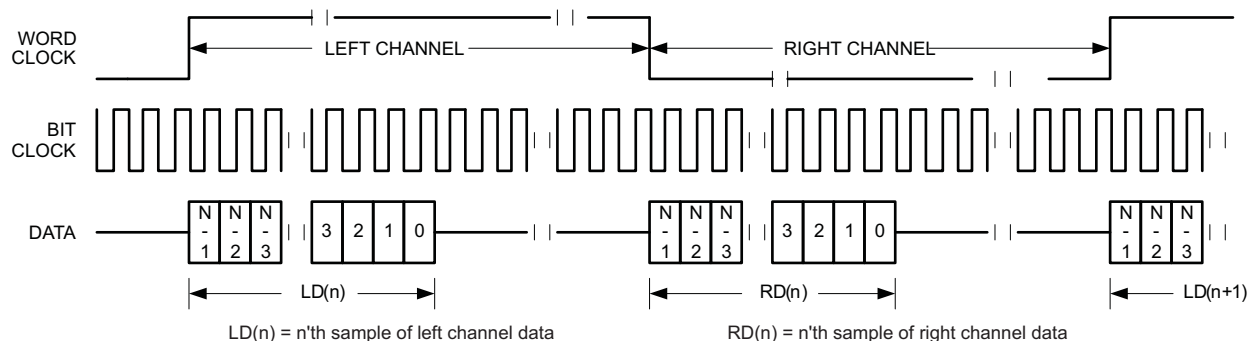 WORD
CLOCK
LEFT CHANNEL
RIGHT CHANNEL
BIT
CLOCK
DATA
N
-
1
N
-
2
N
-
3
3 2 1 0
N
-
1
N
-
2
N
-
3
3 2 1 0
N
-
1
N
-
2
N
-
3
LD(n)
RD(n)
LD(n+1)
LD(n) = n'th sample of left channel data
RD(n) = n'th sample of right channel data